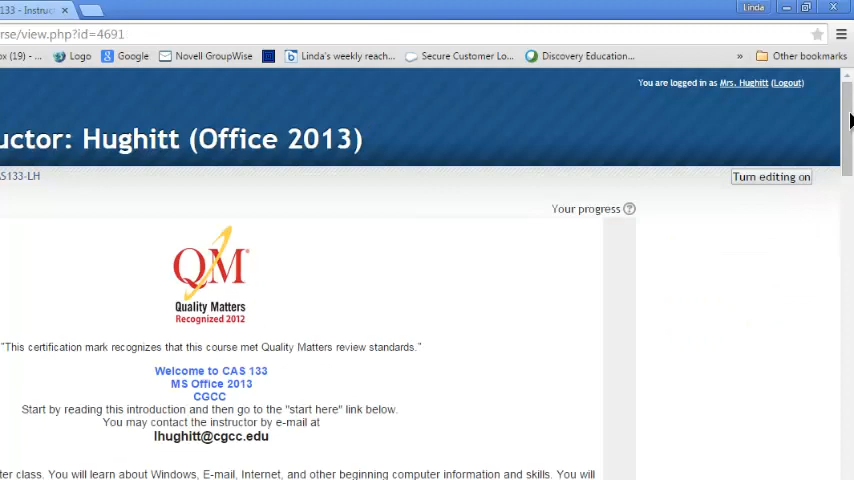 133 - Instruc
Linda
rse/view.php?id=4691
ox (19) - ...
Logo
Google
Novell GroupWise
Linda's weekly reach...
Secure Customer Lo...
Discovery Education...
»
Other bookmarks
You are logged in as Mrs. Hughitt (Logout)
uctor: Hughitt (Office 2013)
S133-LH
Turn editing on
Your progress
QM
Quality Matters
Recognized 2012
"This certification mark recognizes that this course met Quality Matters review standards."
Welcome to CAS 133
MS Office 2013
CGCC
Start by reading this introduction and then go to the "start here" link below.
You may contact the instructor by e-mail at
lhughitt@cgcc.edu
ter class. You will learn about Windows, E-mail, Internet, and other beginning computer information and skills. You will